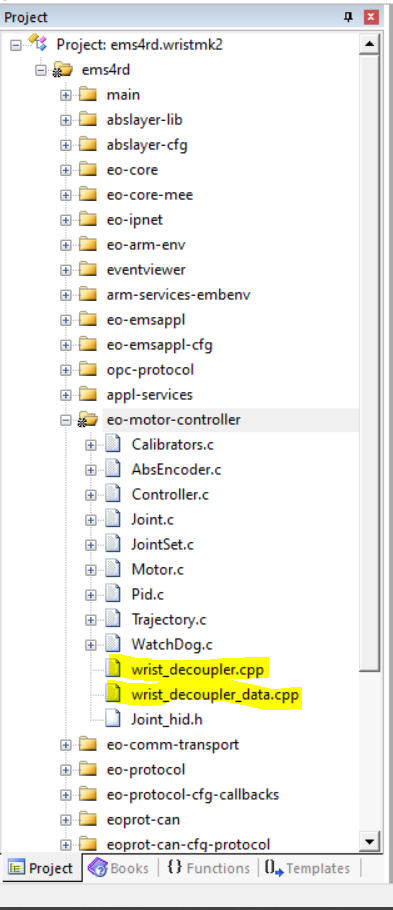 Project
Project: ems4rd.wristmk2
ems4rd
main
abslayer-lib
abslayer-cfg
eo-core
eo-core-mee
eo-ipnet
eo-arm-env
eventviewer
arm-services-embenv
eo-emsappl
eo-emsappl-cfg
opc-protocol
appl-services
eo-motor-controller
Calibrators.c
AbsEncoder.c
Controller.c
Joint.c
JointSet.c
Motor.c
Pid.c
Trajectory.c
WatchDog.c
wrist_decoupler.cpp
wrist_decoupler_data.cpp
Joint_hid.h
eo-comm-transport
eo-protocol
eo-protocol-cfg-callbacks
eoprot-can
eoprot-can-cfg-protocol
Project Books {} Functions 0 Templates